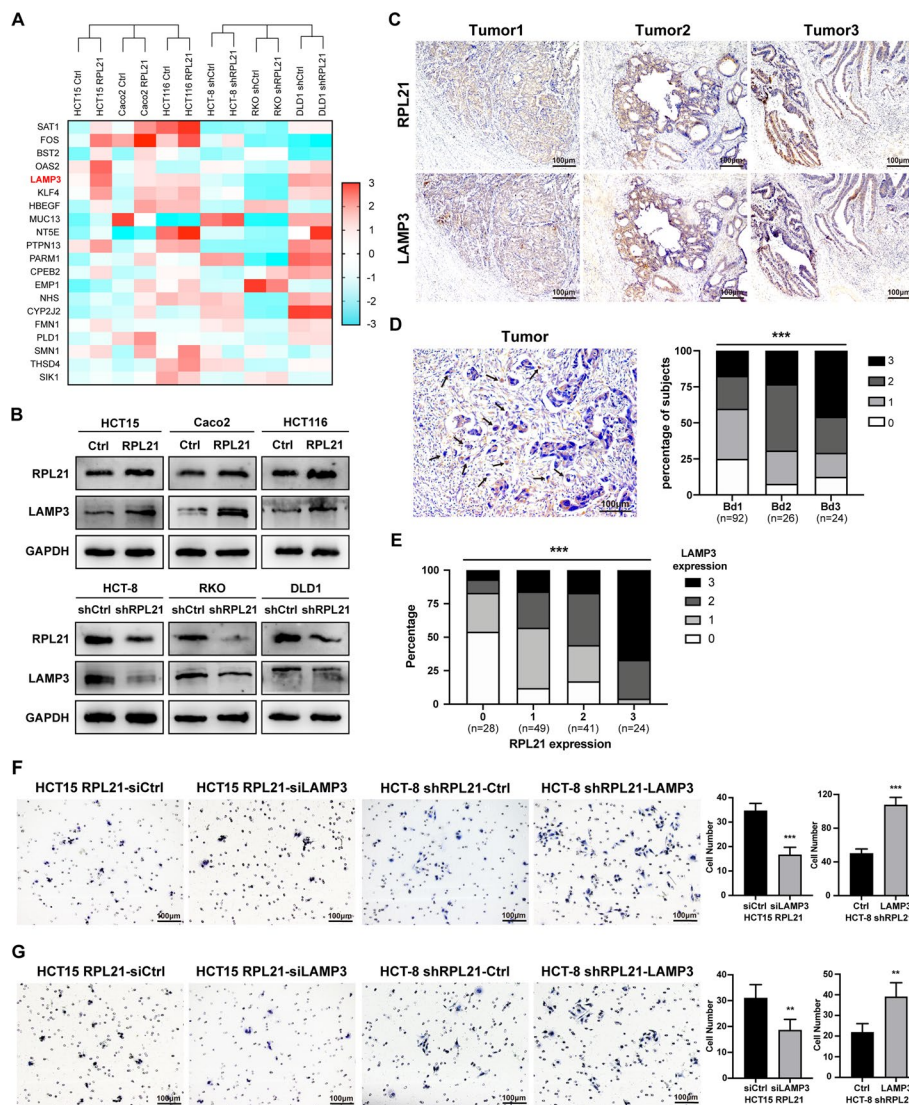 A
HCT15 Ctrl
HCT15 RPL21
Caco2 Ctrl
Caco2 RPL21
HCT116 Ctrl
HCT116 RPL21
HCT-8 shCtrl
HCT-8 shRPL21
RKO shCtrl
RKO shRPL21
DLD1 shCtrl
DLD1 shRPL21
SAT1
FOS
BST2
OAS2
LAMP3
KLF4
HBEGF
MUC13
NT5E
PTPN13
PARM1
CPEB2
EMP1
NHS
CYP2J2
FMN1
PLD1
SMN1
THSD4
SIK1
3
2
1
0
-1
-2
-3
B
HCT15 Caco2 HCT116
Ctrl RPL21 Ctrl RPL21 Ctrl RPL21
RPL21
LAMP3
GAPDH
HCT-8 RKO DLD1
shCtrl shRPL21 shCtrl shRPL21 shCtrl shRPL21
RPL21
LAMP3
GAPDH
C
Tumor1 Tumor2 Tumor3
RPL21
100μm 100μm 100μm
LAMP3
100μm 100μm 100μm
D
Tumor
100μm
***
percentage of subjects
100
75
50
25
0
Bd1 Bd2 Bd3
(n=92) (n=26) (n=24)
3
2
1
0
E
***
Percentage
100
75
50
25
0
0 1 2 3
(n=28) (n=49) (n=41) (n=24)
RPL21 expression
LAMP3
expression
3
2
1
0
F
HCT15 RPL21-siCtrl HCT15 RPL21-siLAMP3 HCT-8 shRPL21-Ctrl HCT-8 shRPL21-LAMP3
100μm 100μm 100μm 100μm
Cell Number
40
30
20
10
0
***
siCtrl siLAMP3
HCT15 RPL21
Cell Number
120
80
40
0
***
Ctrl LAMP3
HCT-8 shRPL21
G
HCT15 RPL21-siCtrl HCT15 RPL21-siLAMP3 HCT-8 shRPL21-Ctrl HCT-8 shRPL21-LAMP3
100μm 100μm 100μm 100μm
Cell Number
40
30
20
10
0
**
siCtrl siLAMP3
HCT15 RPL21
Cell Number
60
40
20
0
**
Ctrl LAMP3
HCT-8 shRPL21